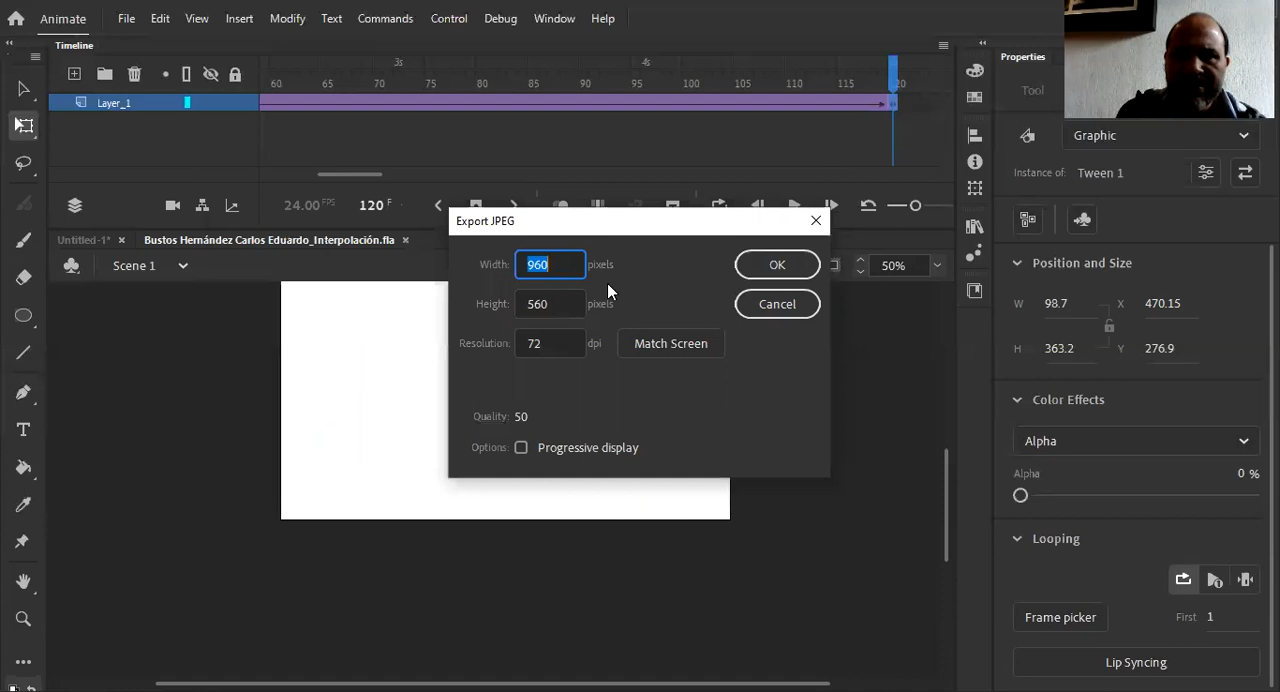 Animate File Edit View Insert Modify Text Commands Control Debug Window Help
Timeline
Properties
3s 4s
60 65 70 75 80 85 90 95 100 105 110 115 20
Tool
Layer_1
Graphic
Instance of: Tween 1
24.00 FPS 120 F
Export JPEG
Untitled-1* × Bustos Hernández Carlos Eduardo_Interpolación.fla ×
Scene 1
50%
Width: 960 pixels OK
Height: 560 pixels Cancel
Resolution: 72 dpi Match Screen
Quality: 50
Options: Progressive display
Position and Size
W 98.7 X 470.15
H 363.2 Y 276.9
Color Effects
Alpha
Alpha 0 %
Looping
Frame picker First 1
Lip Syncing